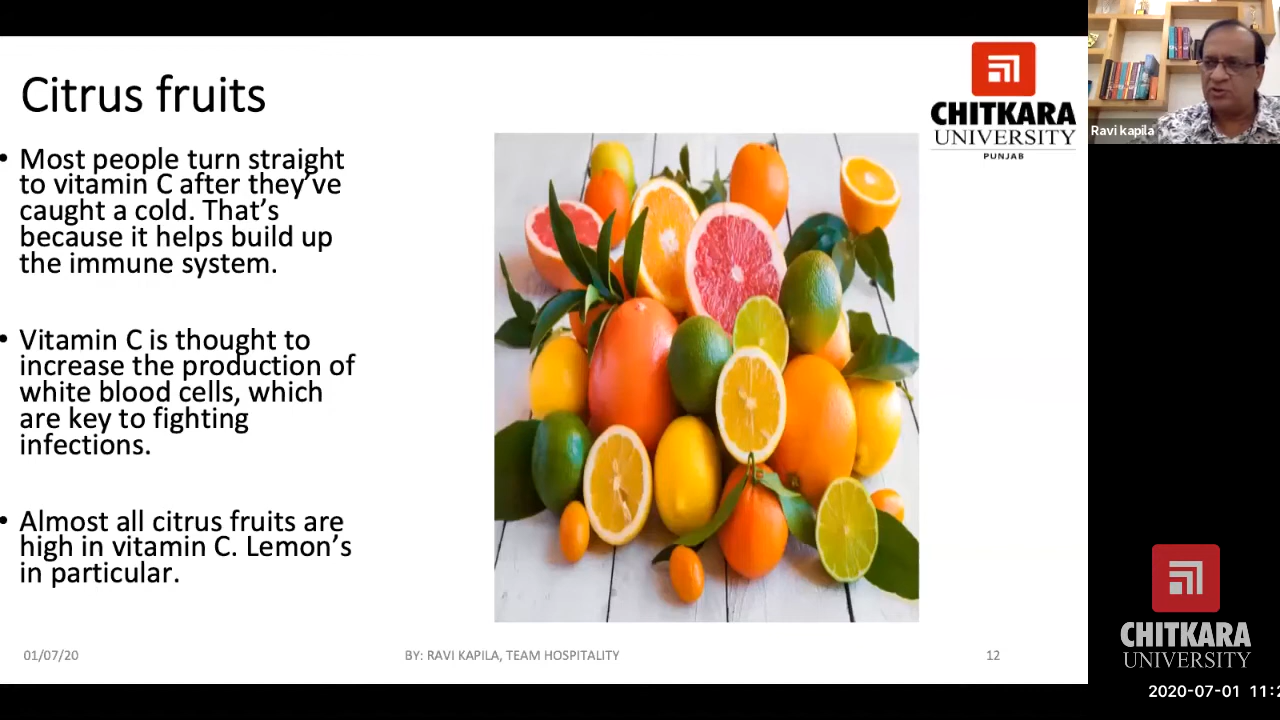 Citrus fruits
• Most people turn straight
to vitamin C after they’ve
caught a cold. That’s
because it helps build up
the immune system.
• Vitamin C is thought to
increase the production of
white blood cells, which
are key to fighting
infections.
• Almost all citrus fruits are
high in vitamin C. Lemon’s
in particular.
CHITKARA
UNIVERSITY
PUNJAB
Ravi kapila
01/07/20
BY: RAVI KAPILA, TEAM HOSPITALITY
12
CHITKARA
UNIVERSITY
2020-07-01 11:2